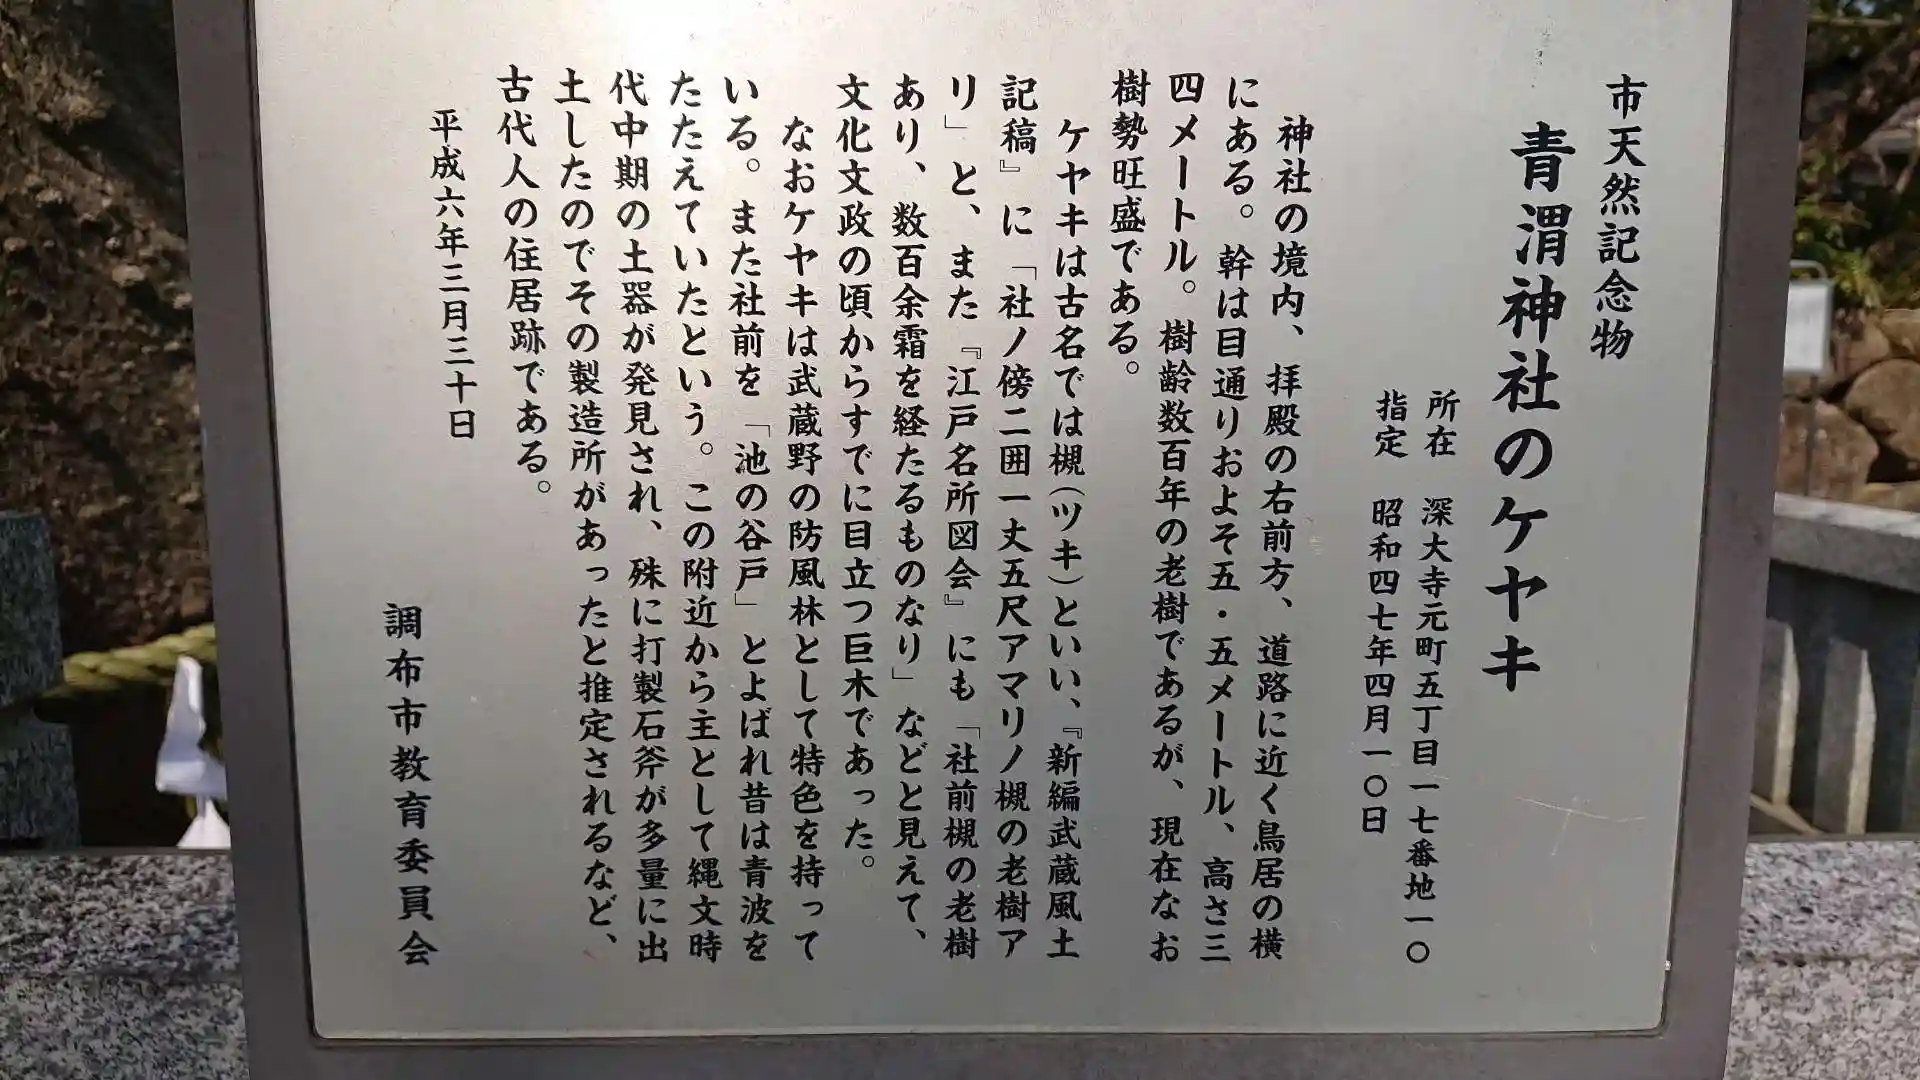 市天然記念物
青渭神社のケヤキ
所在　深大寺元町五丁目一七番地一〇
指定　昭和四七年四月一〇日
神社の境内、拝殿の右前方、道路に近く鳥居の横
にある。幹は目通りおよそ五・五メートル、高さ三
四メートル。樹齢数百年の老樹であるが、現在なお
樹勢旺盛である。
ケヤキは古名では槻（ツキ）といい、『新編武蔵風土
記稿』に「社ノ傍二囲一丈五尺アマリノ槻の老樹ア
リ」と、また『江戸名所図会』にも「社前槻の老樹
あり、数百余霜を経たるものなり」などと見えて、
文化文政の頃からすでに目立つ巨木であった。
なおケヤキは武蔵野の防風林として特色を持って
いる。また社前を「池の谷戸」とよばれ昔は青波を
たたえていたという。この附近から主として縄文時
代中期の土器が発見され、殊に打製石斧が多量に出
土したのでその製造所があったと推定されるなど、
古代人の住居跡である。
平成六年三月三十日
調布市教育委員会